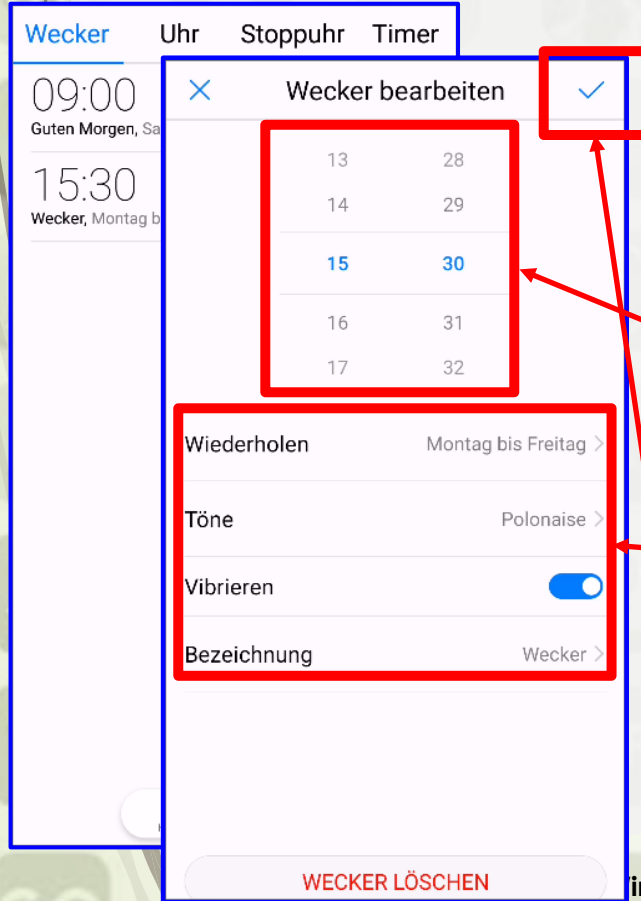 Wecker Uhr Stoppuhr Timer
09:00
Guten Morgen, Sa
15:30
Wecker, Montag b
Wecker bearbeiten
13 28
14 29
15 30
16 31
17 32
Wiederholen Montag bis Freitag
Töne Polonaise
Vibrieren
Bezeichnung Wecker
WECKER LÖSCHEN